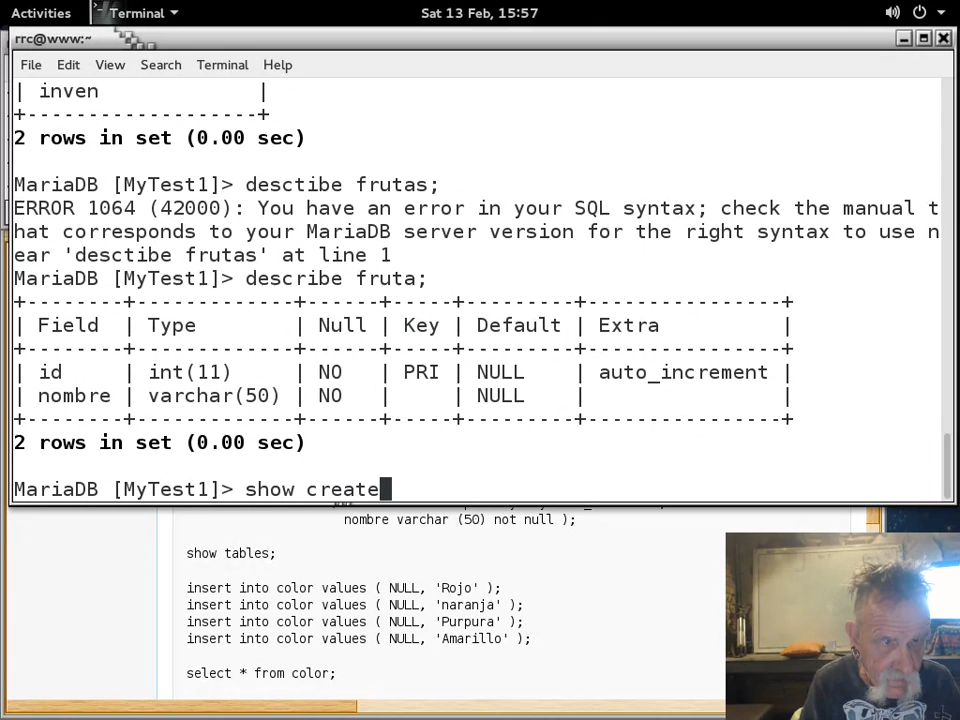 Activities Terminal Sat 13 Feb, 15:57
rrc@www:~
File Edit View Search Terminal Help
| inven             |
+-------------------+
2 rows in set (0.00 sec)
MariaDB [MyTest1]> desctibe frutas;
ERROR 1064 (42000): You have an error in your SQL syntax; check the manual t
hat corresponds to your MariaDB server version for the right syntax to use n
ear 'desctibe frutas' at line 1
MariaDB [MyTest1]> describe fruta;
+--------+-------------+------+-----+---------+----------------+
| Field  | Type        | Null | Key | Default | Extra          |
+--------+-------------+------+-----+---------+----------------+
| id     | int(11)     | NO   | PRI | NULL    | auto_increment |
| nombre | varchar(50) | NO   |     | NULL    |                |
+--------+-------------+------+-----+---------+----------------+
2 rows in set (0.00 sec)
MariaDB [MyTest1]> show create
nombre varchar (50) not null );
show tables;
insert into color values ( NULL, 'Rojo' );
insert into color values ( NULL, 'naranja' );
insert into color values ( NULL, 'Purpura' );
insert into color values ( NULL, 'Amarillo' );
select * from color;